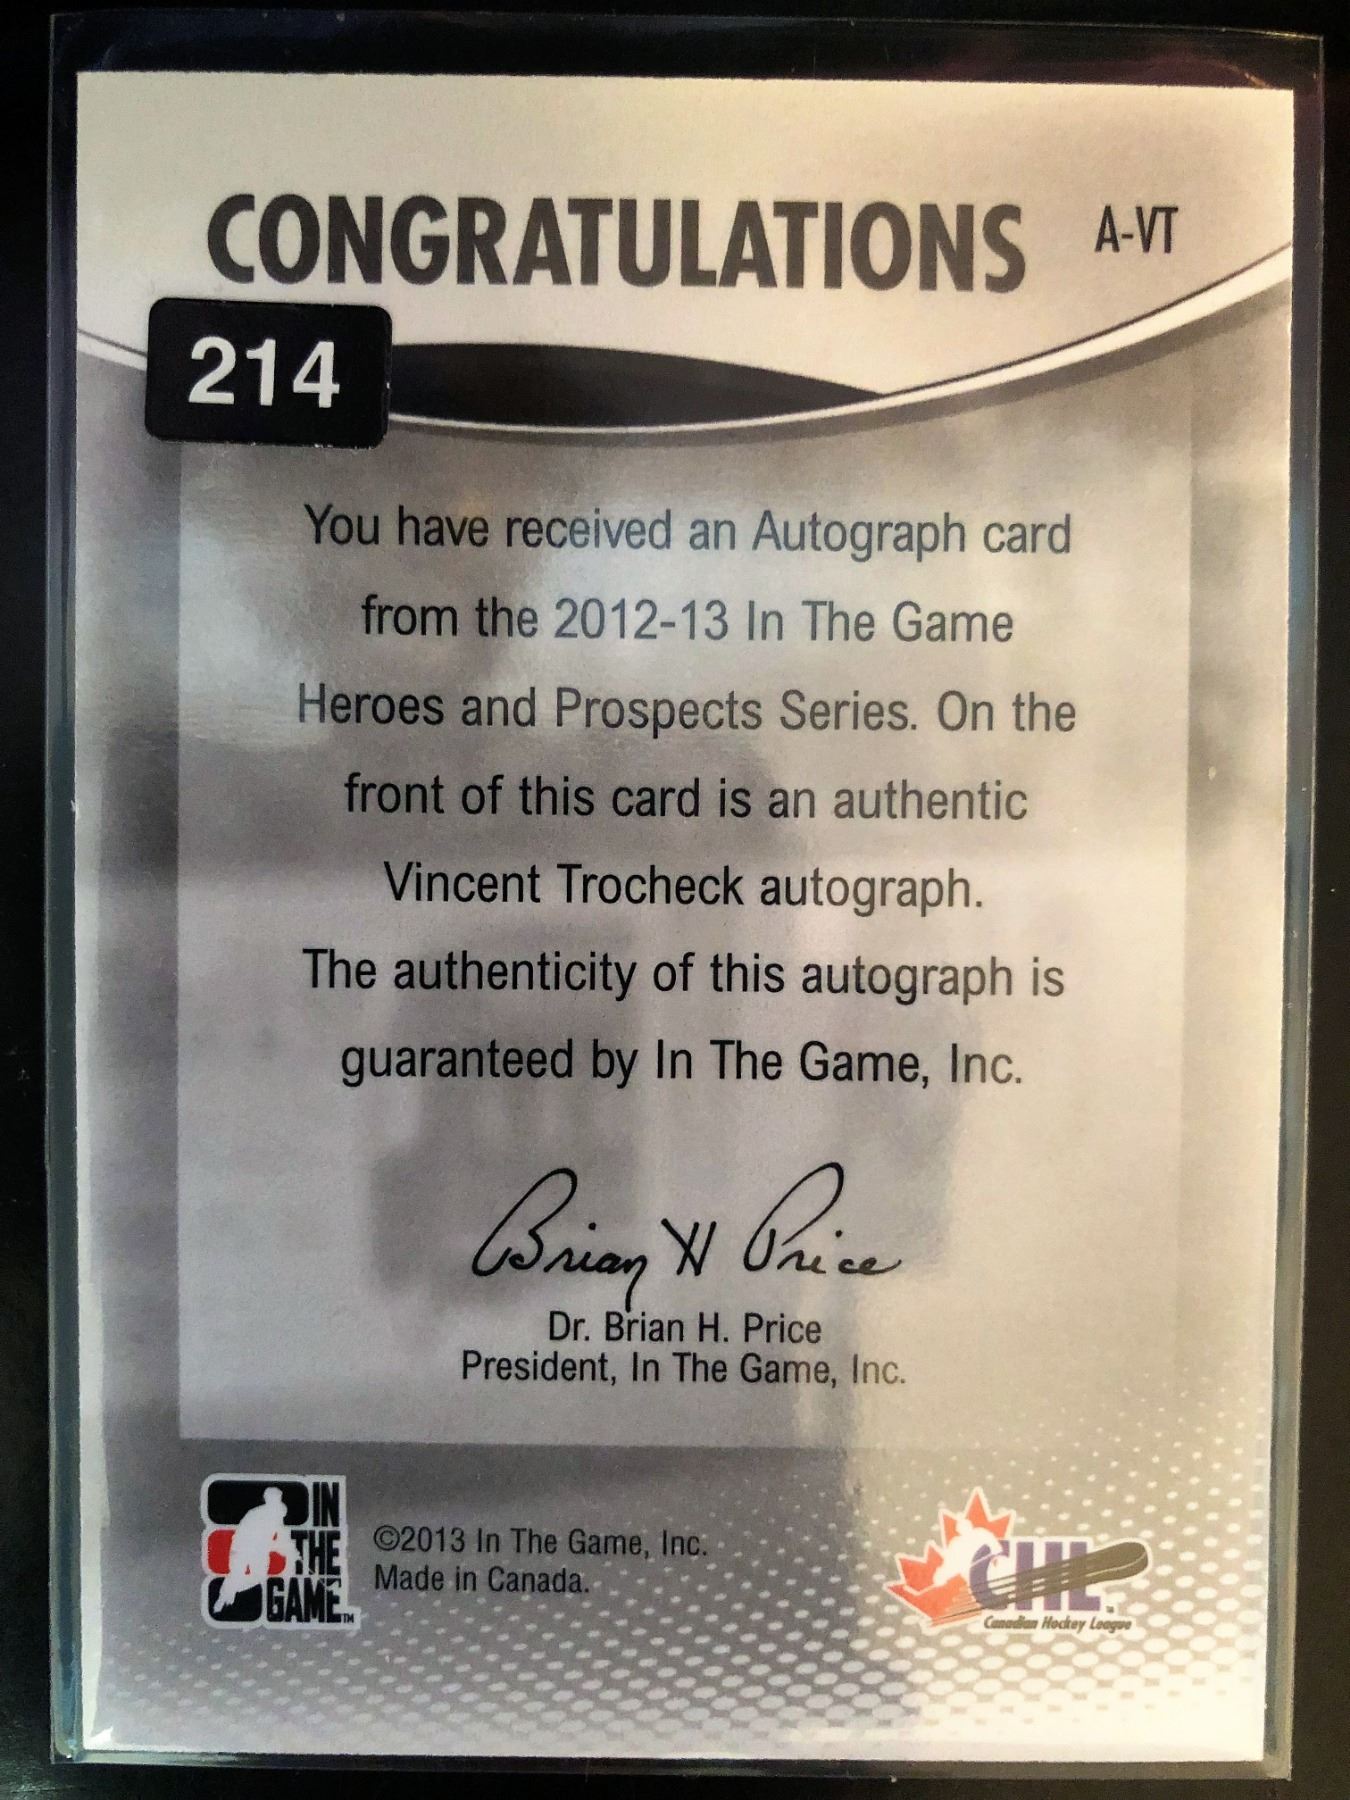 CONGRATULATIONS A-VT
214
You have received an Autograph card
from the 2012-13 In The Game
Heroes and Prospects Series. On the
front of this card is an authentic
Vincent Trocheck autograph.
The authenticity of this autograph is
guaranteed by In The Game, Inc.
Brian H Price
Dr. Brian H. Price
President, In The Game, Inc.
IN
THE
GAME™
©2013 In The Game, Inc.
Made in Canada.
CHL™
Canadian Hockey League